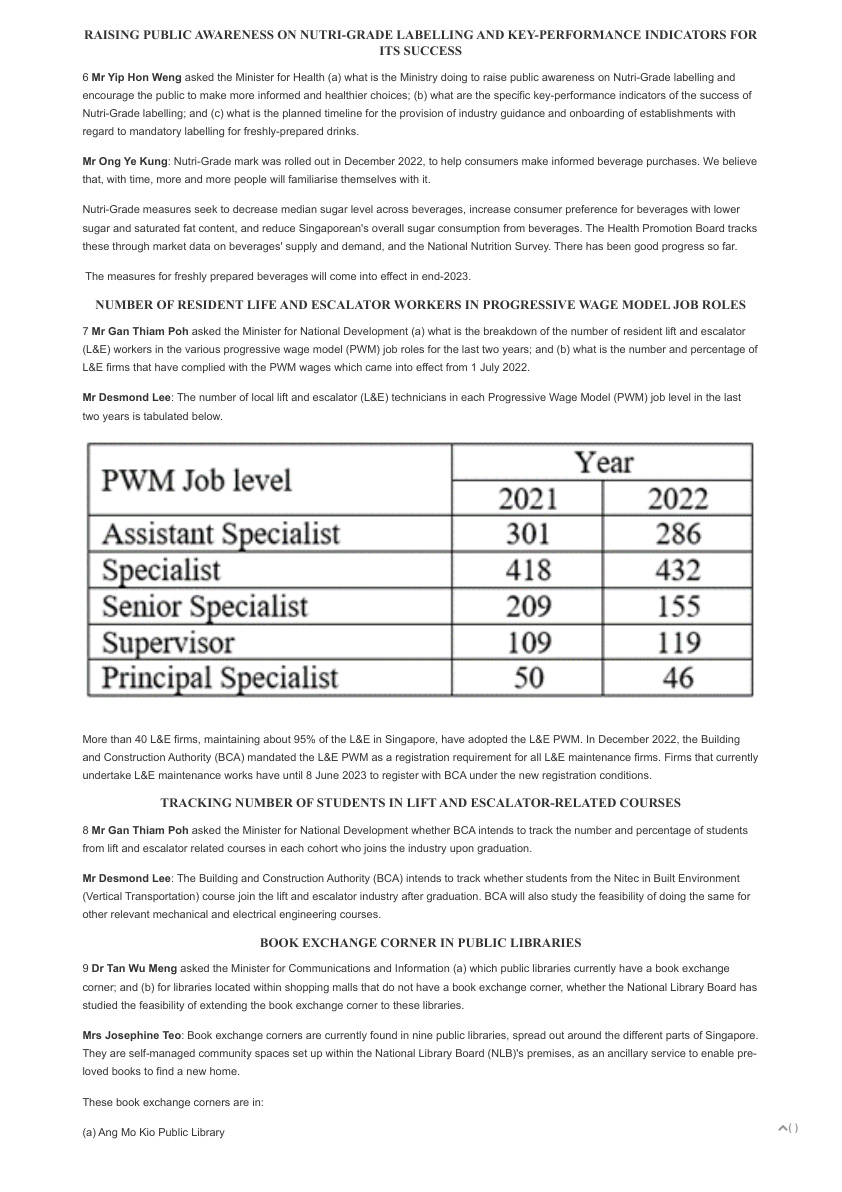 RAISING PUBLIC AWARENESS ON NUTRI-GRADE LABELLING AND KEY-PERFORMANCE INDICATORS FOR
ITS SUCCESS
6 Mr Yip Hon Weng asked the Minister for Health (a) what is the Ministry doing to raise public awareness on Nutri-Grade labelling and
encourage the public to make more informed and healthier choices; (b) what are the specific key-performance indicators of the success of
Nutri-Grade labelling; and (c) what is the planned timeline for the provision of industry guidance and onboarding of establishments with
regard to mandatory labelling for freshly-prepared drinks.
Mr Ong Ye Kung: Nutri-Grade mark was rolled out in December 2022, to help consumers make informed beverage purchases. We believe
that, with time, more and more people will familiarise themselves with it.
Nutri-Grade measures seek to decrease median sugar level across beverages, increase consumer preference for beverages with lower
sugar and saturated fat content, and reduce Singaporean's overall sugar consumption from beverages. The Health Promotion Board tracks
these through market data on beverages' supply and demand, and the National Nutrition Survey. There has been good progress so far.
The measures for freshly prepared beverages will come into effect in end-2023.
NUMBER OF RESIDENT LIFE AND ESCALATOR WORKERS IN PROGRESSIVE WAGE MODEL JOB ROLES
7 Mr Gan Thiam Poh asked the Minister for National Development (a) what is the breakdown of the number of resident lift and escalator
(L&E) workers in the various progressive wage model (PWM) job roles for the last two years; and (b) what is the number and percentage of
L&E firms that have complied with the PWM wages which came into effect from 1 July 2022.
Mr Desmond Lee: The number of local lift and escalator (L&E) technicians in each Progressive Wage Model (PWM) job level in the last
two years is tabulated below.
PWM Job level Year
2021 2022
Assistant Specialist 301 286
Specialist 418 432
Senior Specialist 209 155
Supervisor 109 119
Principal Specialist 50 46
More than 40 L&E firms, maintaining about 95% of the L&E in Singapore, have adopted the L&E PWM. In December 2022, the Building
and Construction Authority (BCA) mandated the L&E PWM as a registration requirement for all L&E maintenance firms. Firms that currently
undertake L&E maintenance works have until 8 June 2023 to register with BCA under the new registration conditions.
TRACKING NUMBER OF STUDENTS IN LIFT AND ESCALATOR-RELATED COURSES
8 Mr Gan Thiam Poh asked the Minister for National Development whether BCA intends to track the number and percentage of students
from lift and escalator related courses in each cohort who joins the industry upon graduation.
Mr Desmond Lee: The Building and Construction Authority (BCA) intends to track whether students from the Nitec in Built Environment
(Vertical Transportation) course join the lift and escalator industry after graduation. BCA will also study the feasibility of doing the same for
other relevant mechanical and electrical engineering courses.
BOOK EXCHANGE CORNER IN PUBLIC LIBRARIES
9 Dr Tan Wu Meng asked the Minister for Communications and Information (a) which public libraries currently have a book exchange
corner; and (b) for libraries located within shopping malls that do not have a book exchange corner, whether the National Library Board has
studied the feasibility of extending the book exchange corner to these libraries.
Mrs Josephine Teo: Book exchange corners are currently found in nine public libraries, spread out around the different parts of Singapore.
They are self-managed community spaces set up within the National Library Board (NLB)'s premises, as an ancillary service to enable pre-
loved books to find a new home.
These book exchange corners are in:
(a) Ang Mo Kio Public Library
( )